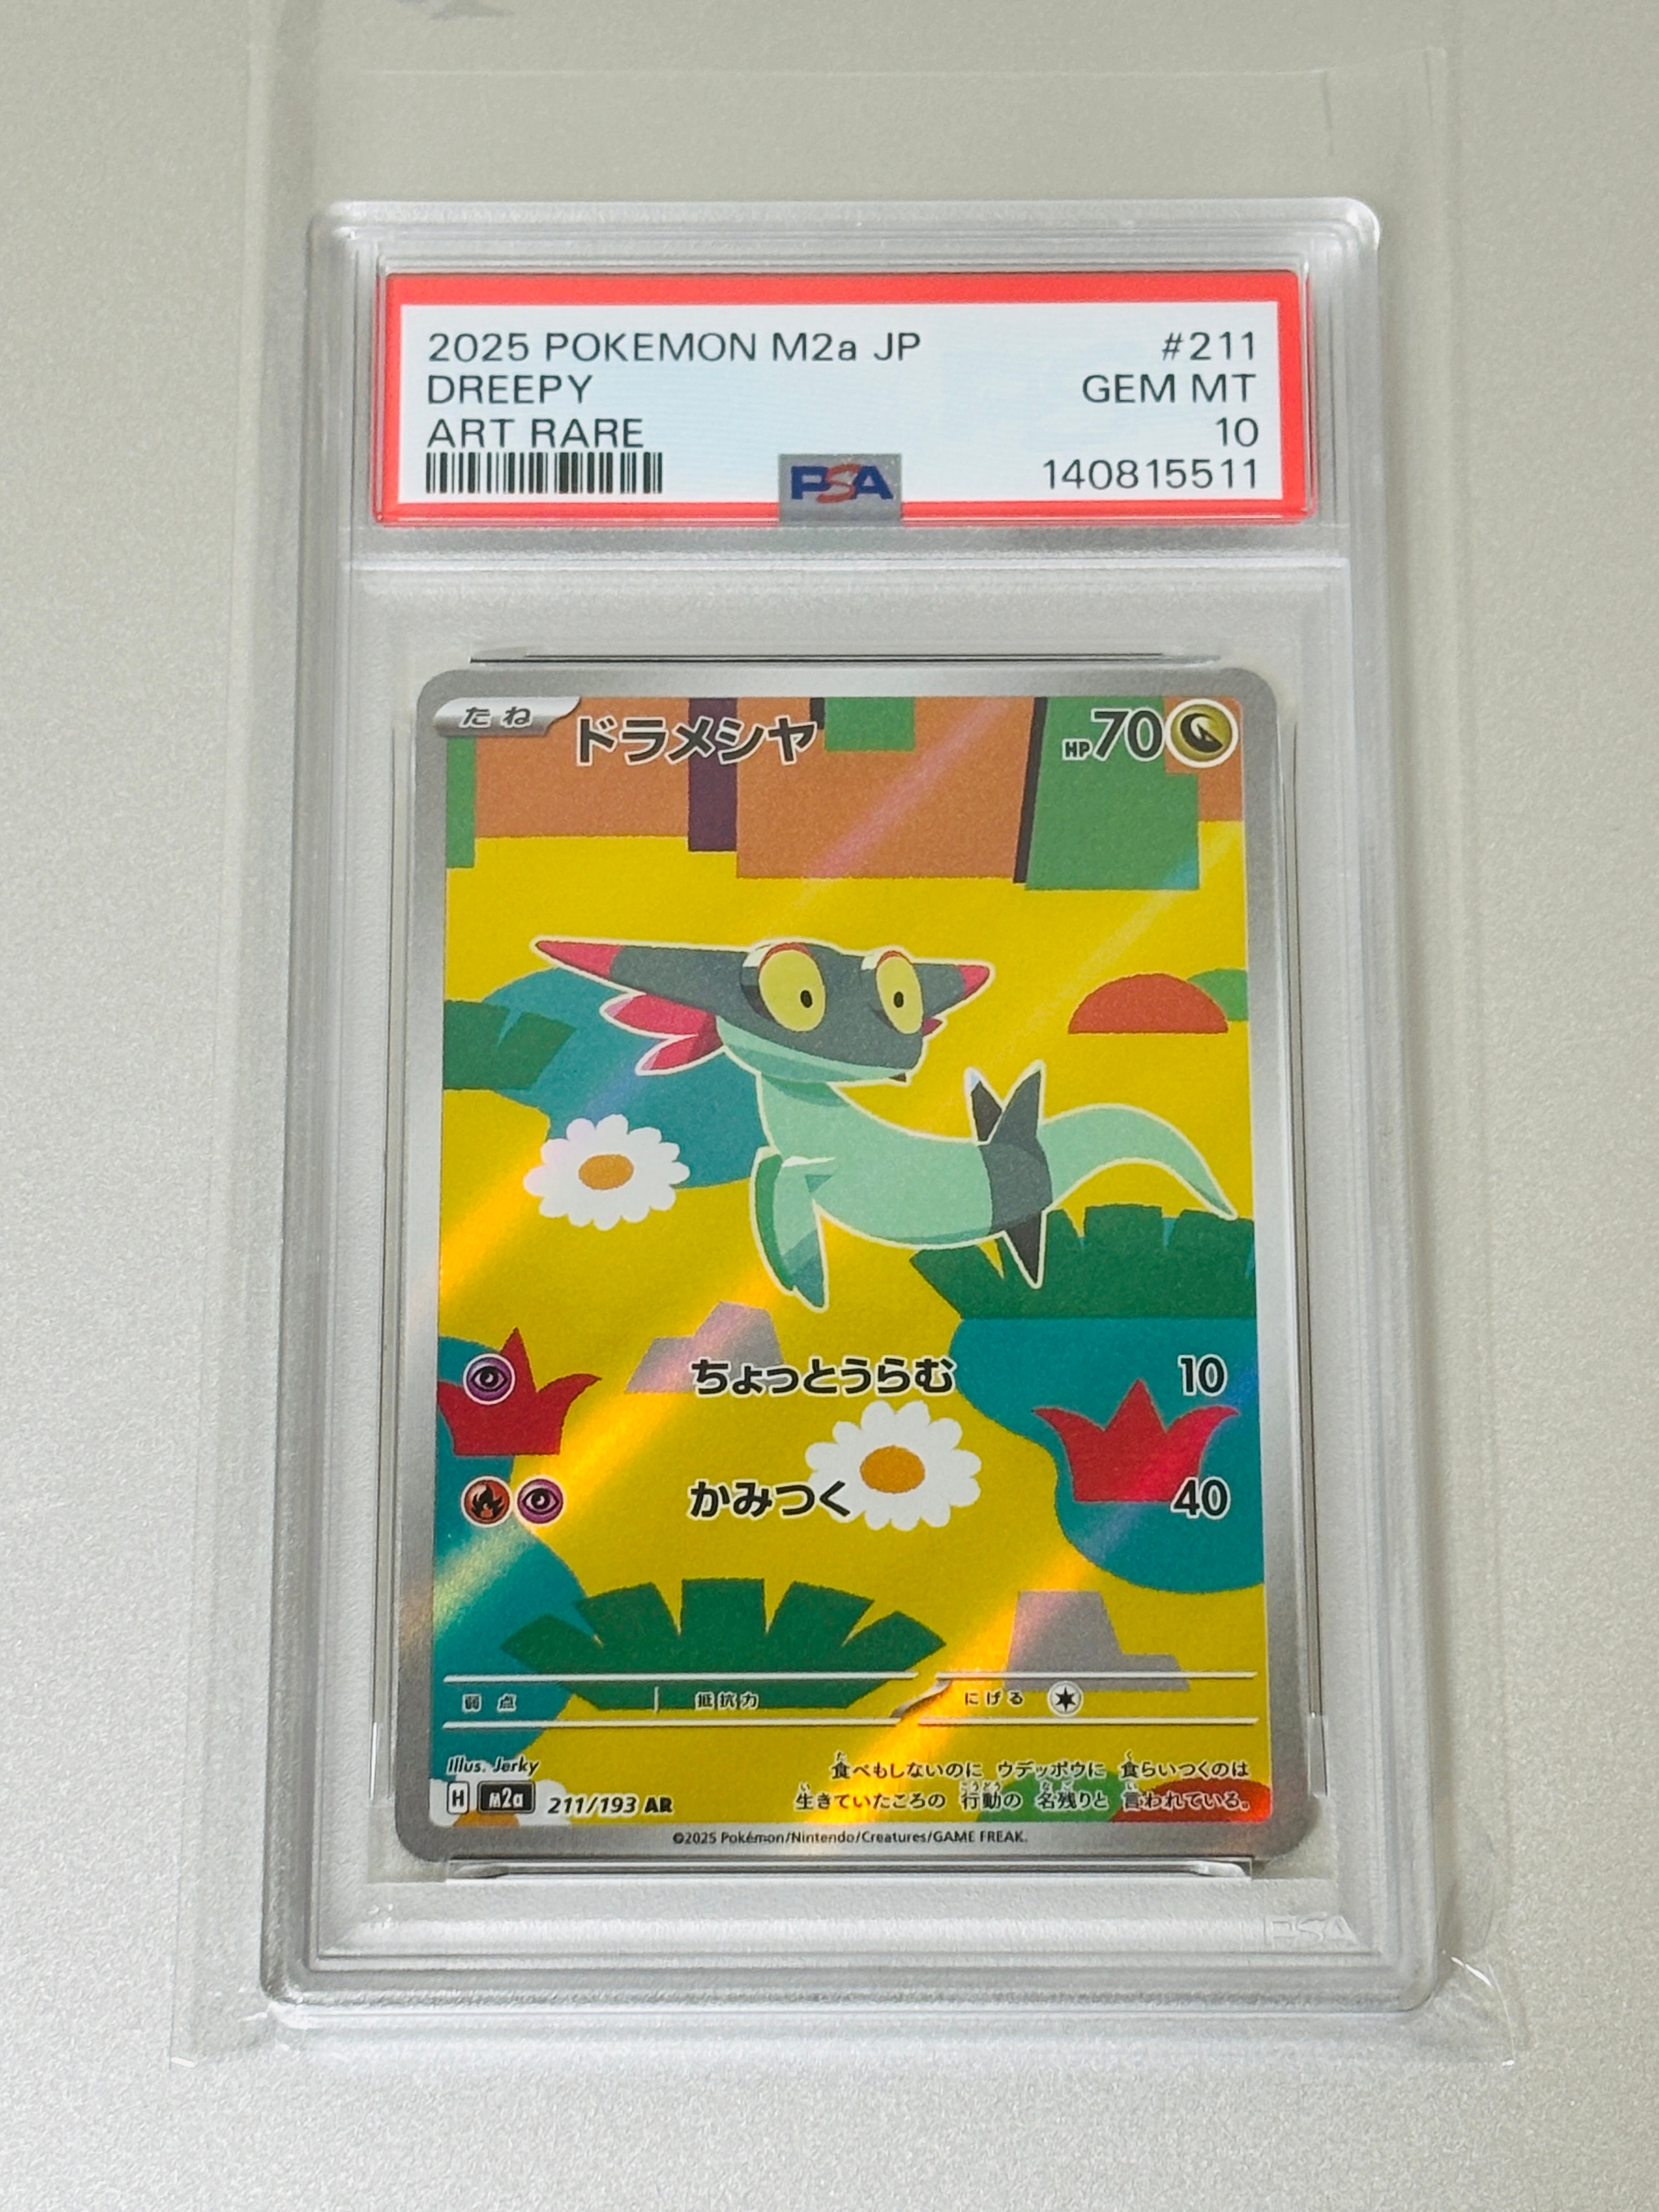 2025 POKEMON M2a JP #211
DREEPY GEM MT
ART RARE 10
PSA 140815511
たね ドラメシヤ HP70
ちょっとうらむ 10
かみつく 40
弱点 抵抗力 にげる
Illus. Jerky
食べもしないのに ウデッポウに 食らいつくのは
生きていたころの 行動の 名残りと 言われている。
H m2a 211/193 AR
©2025 Pokémon/Nintendo/Creatures/GAME FREAK.
PSA